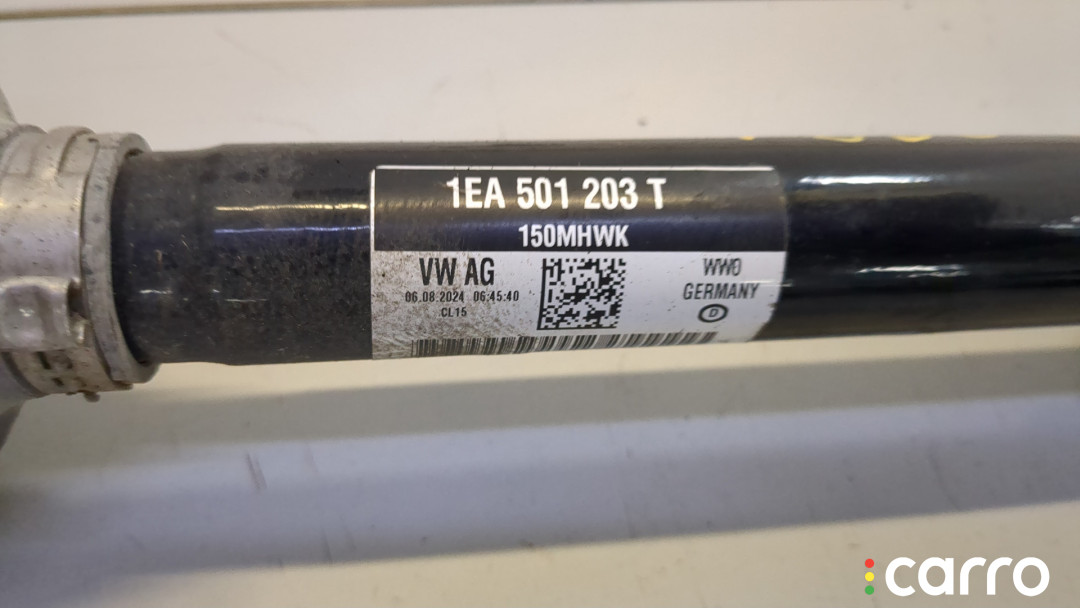 1EA 501 203 T
150MHWK
VW AG
06.08.2024 06:45:40
CL15
WW0
GERMANY
D
carro